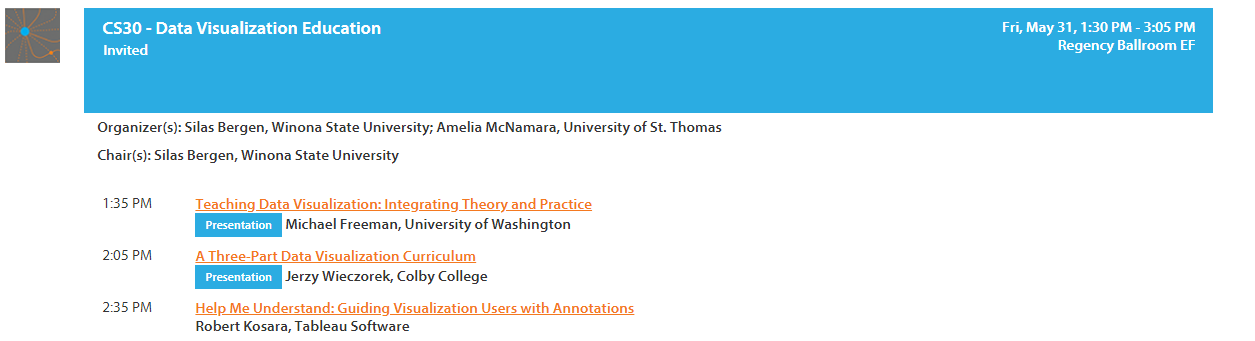 CS30 - Data Visualization Education
Invited
Fri, May 31, 1:30 PM - 3:05 PM
Regency Ballroom EF
Organizer(s): Silas Bergen, Winona State University; Amelia McNamara, University of St. Thomas
Chair(s): Silas Bergen, Winona State University
1:35 PM Teaching Data Visualization: Integrating Theory and Practice
Presentation Michael Freeman, University of Washington
2:05 PM A Three-Part Data Visualization Curriculum
Presentation Jerzy Wieczorek, Colby College
2:35 PM Help Me Understand: Guiding Visualization Users with Annotations
Robert Kosara, Tableau Software